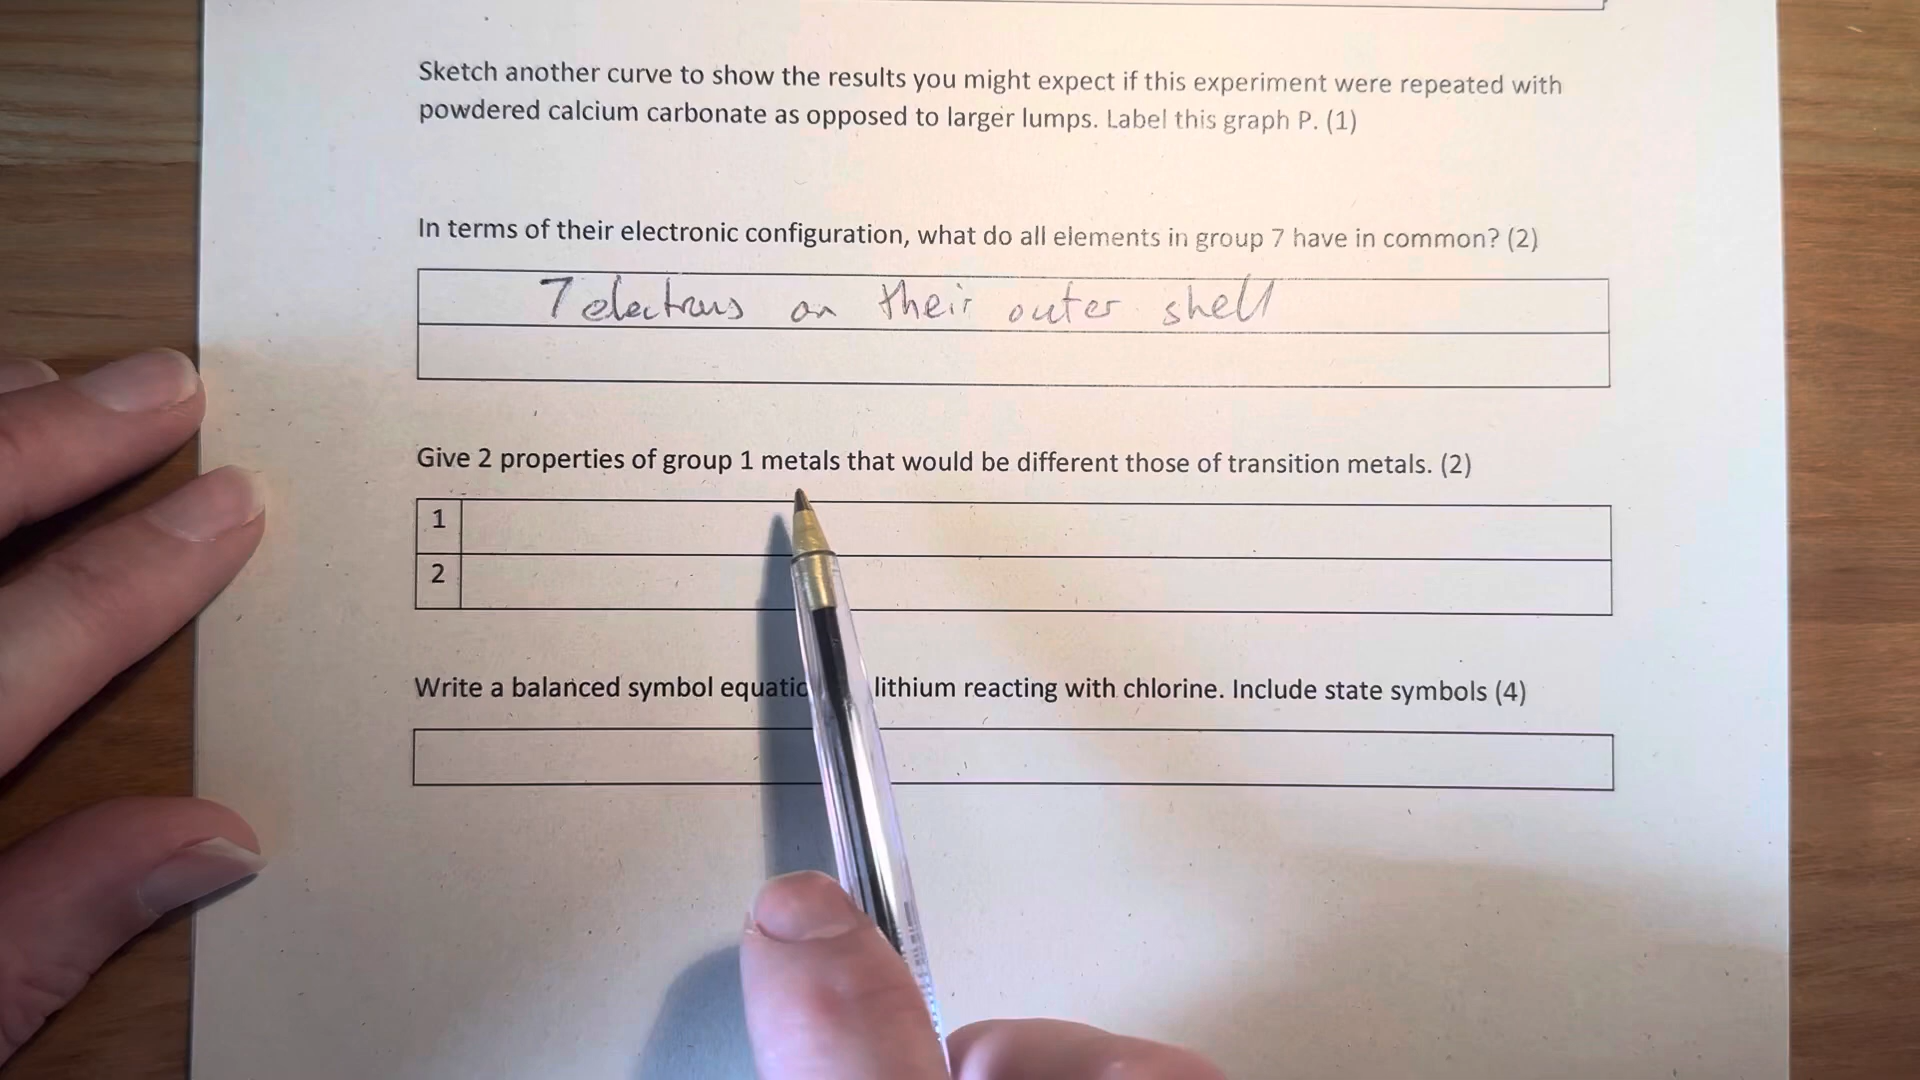 Sketch another curve to show the results you might expect if this experiment were repeated with
powdered calcium carbonate as opposed to larger lumps. Label this graph P. (1)
In terms of their electronic configuration, what do all elements in group 7 have in common? (2)
7 electrons on their outer shell
Give 2 properties of group 1 metals that would be different those of transition metals. (2)
1
2
Write a balanced symbol equatio lithium reacting with chlorine. Include state symbols (4)